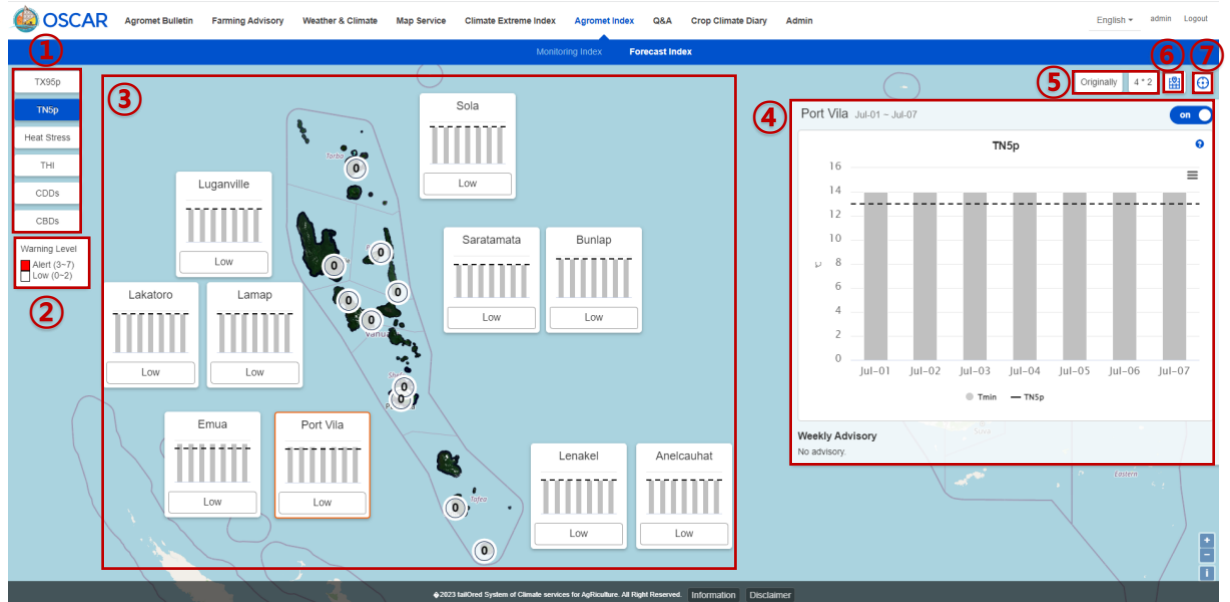 OSCAR Agromet Bulletin Farming Advisory Weather & Climate Map Service Climate Extreme Index Agromet Index Q&A Crop Climate Diary Admin English admin Logout
Monitoring Index Forecast Index
①
TX95p
TN5p
Heat Stress
THI
CDDs
CBDs
Warning Level
Alert (3~7)
Low (0~2)
②
③
Sola
Low
Luganville
Low
Saratamata
Low
Bunlap
Low
Lakatoro
Low
Lamap
Low
Emua
Low
Port Vila
Low
Lenakel
Low
Anelcauhat
Low
Torba
0
0
0
0
0
0
0
0
Tafea
0
0
⑤ Originally 4 * 2 ⑥ ⑦
④
Port Vila Jul-01 ~ Jul-07 on
TN5p
?
16
14
12
10
8
6
4
2
0
℃
Jul-01 Jul-02 Jul-03 Jul-04 Jul-05 Jul-06 Jul-07
Tmin TN5p
Weekly Advisory
No advisory.
Eastern
+
−
i
�2023 tailOred System of Climate services for AgRiculture. All Right Reserved. Information Disclaimer